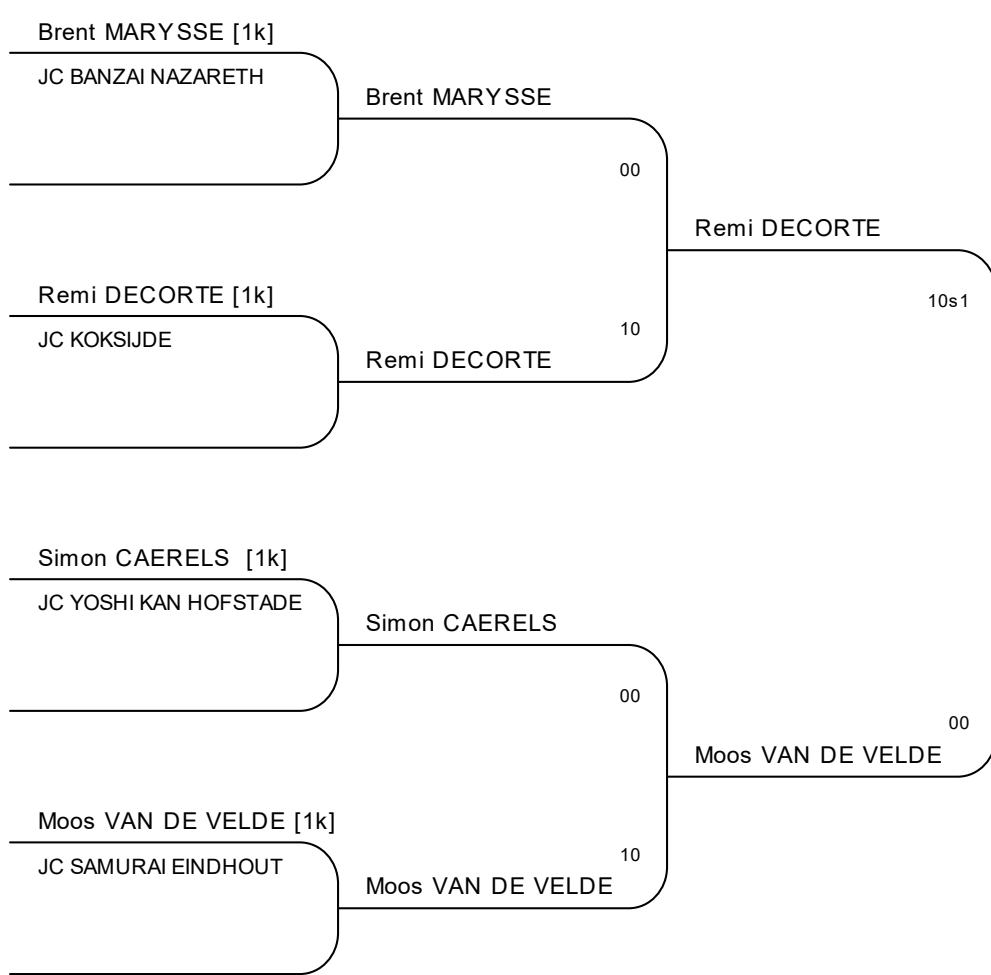 Brent MARYSSE [1k]
JC BANZAI NAZARETH
Brent MARYSSE
00
Remi DECORTE
10s1
Remi DECORTE [1k]
JC KOKSIJDE
10
Remi DECORTE
Simon CAERELS [1k]
JC YOSHI KAN HOFSTADE
Simon CAERELS
00
00
Moos VAN DE VELDE
Moos VAN DE VELDE [1k]
JC SAMURAI EINDHOUT
10
Moos VAN DE VELDE